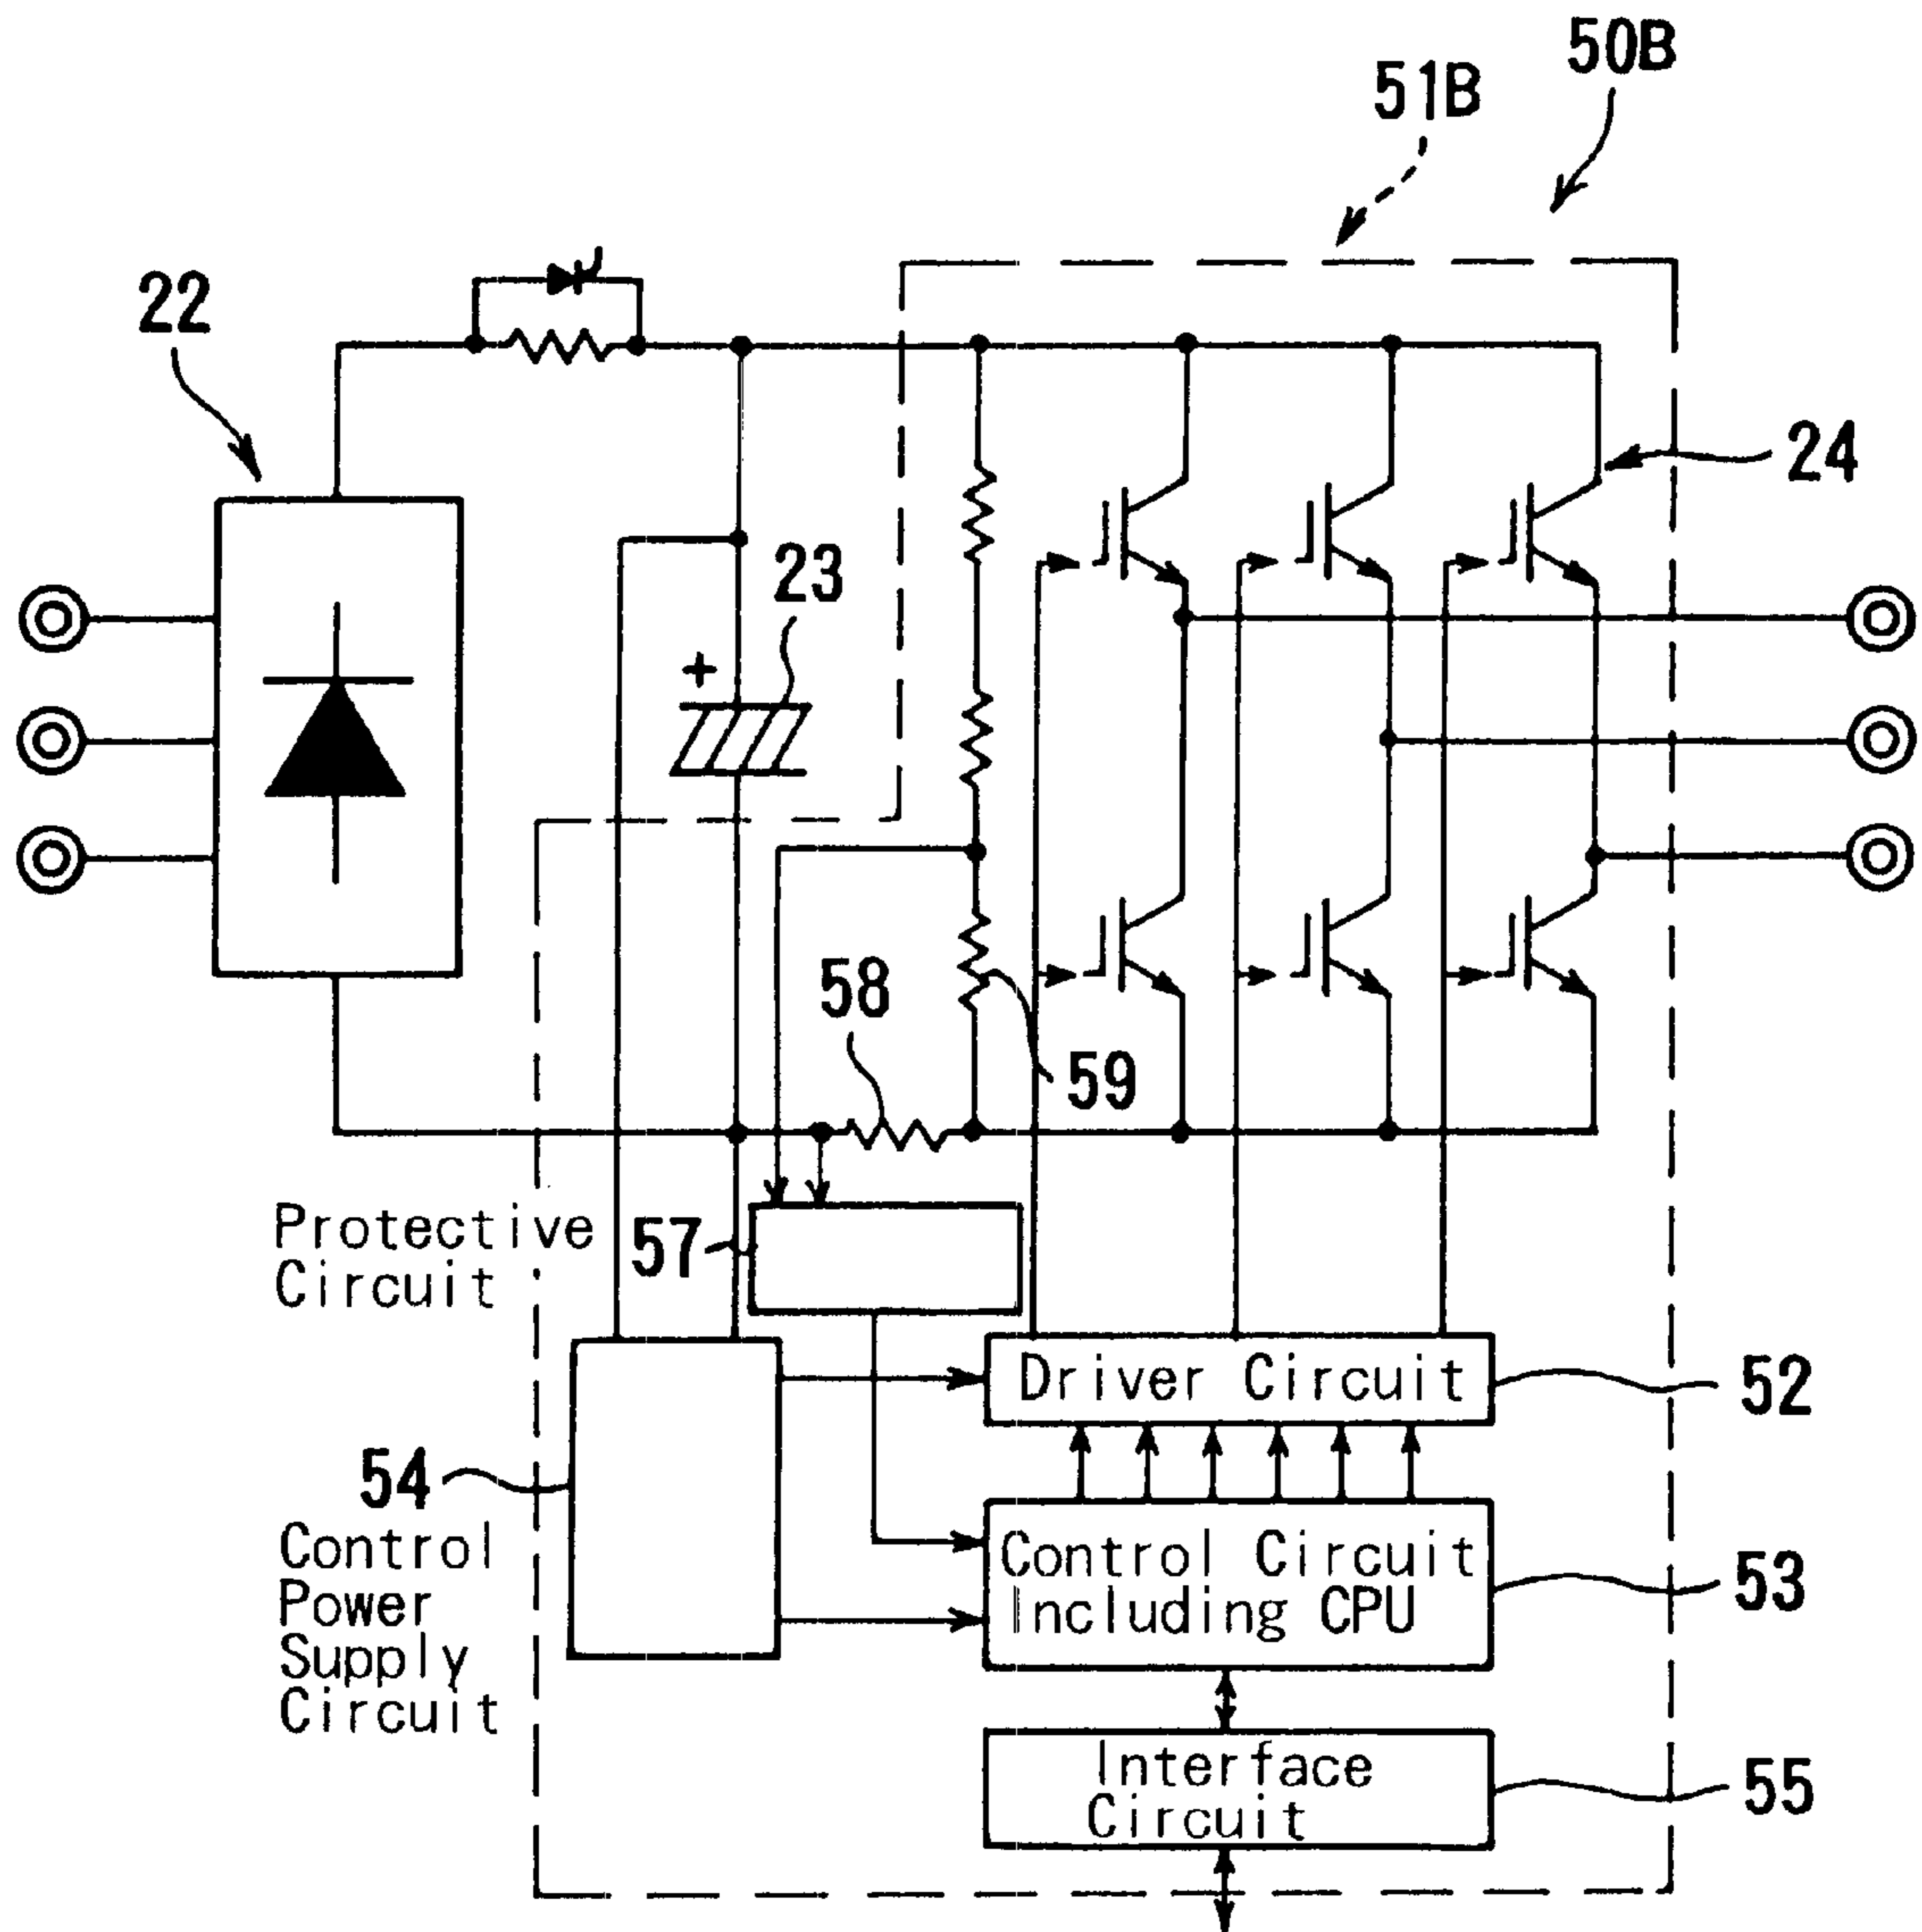 50B
51B
22
24
23
58
59
Protective
Circuit
57
Driver Circuit
52
54
Control
Power
Supply
Circuit
Control Circuit
Including CPU
53
Interface
Circuit
55
+